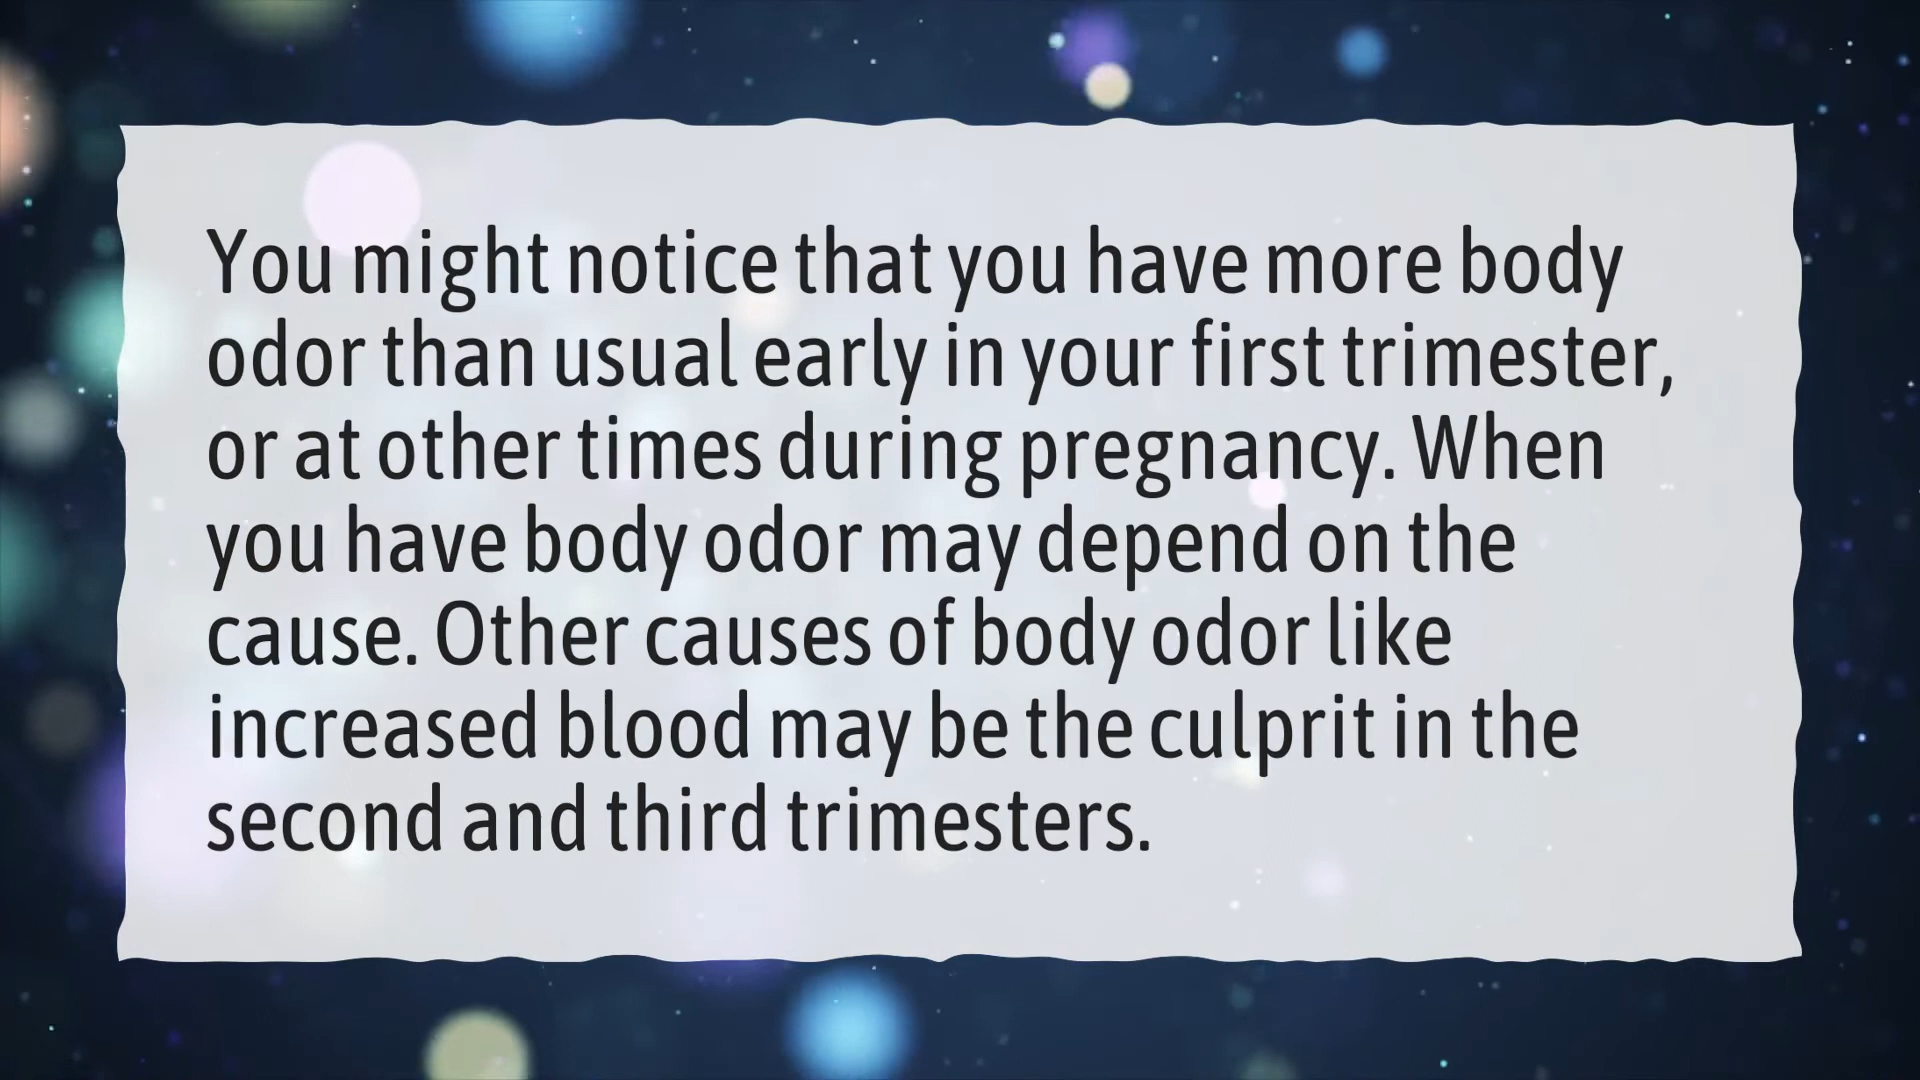 You might notice that you have more body
odor than usual early in your first trimester,
or at other times during pregnancy. When
you have body odor may depend on the
cause. Other causes of body odor like
increased blood may be the culprit in the
second and third trimesters.